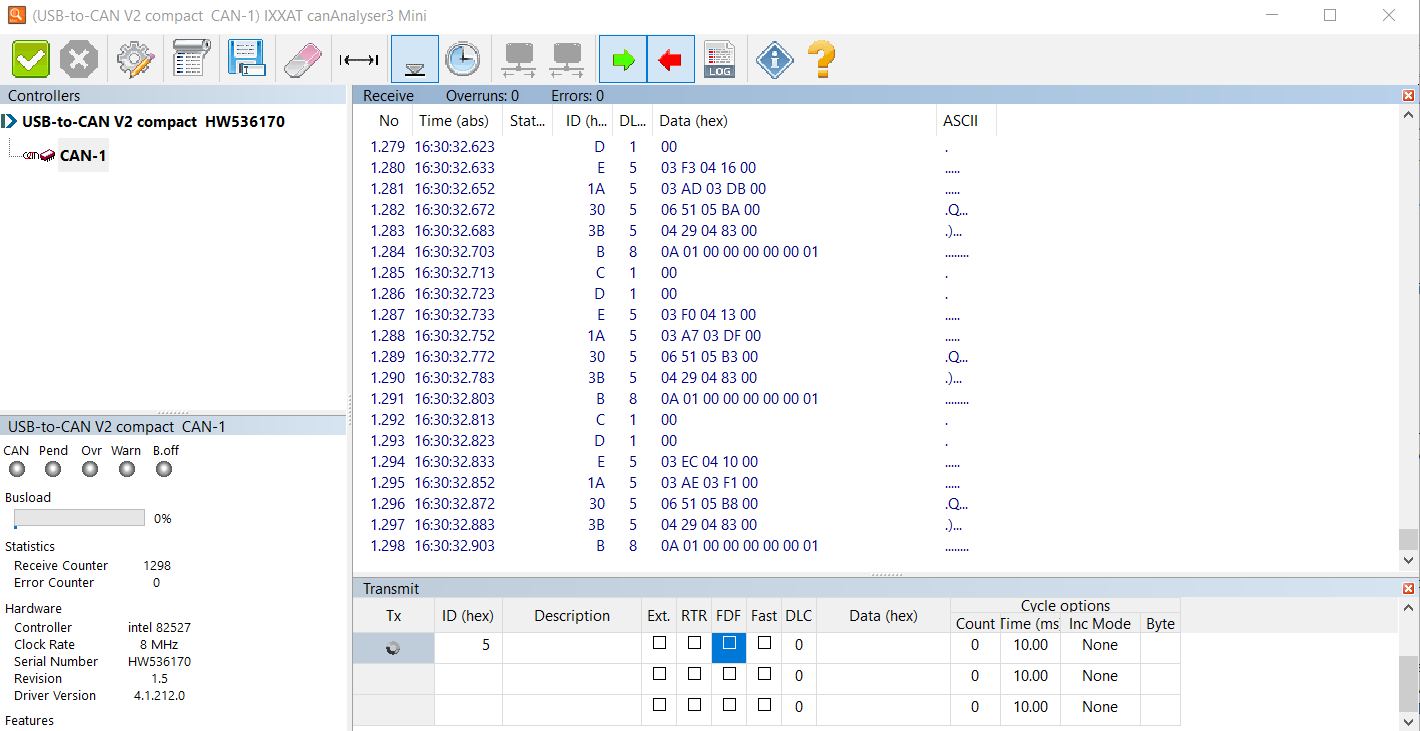 (USB-to-CAN V2 compact  CAN-1) IXXAT canAnalyser3 Mini
LOG
Controllers
USB-to-CAN V2 compact  HW536170
can CAN-1
USB-to-CAN V2 compact  CAN-1
CAN Pend Ovr Warn B.off
Busload
0%
Statistics
Receive Counter 1298
Error Counter 0
Hardware
Controller intel 82527
Clock Rate 8 MHz
Serial Number HW536170
Revision 1.5
Driver Version 4.1.212.0
Features
Receive Overruns: 0 Errors: 0
No Time (abs) Stat... ID (h... DL... Data (hex) ASCII
1.279 16:30:32.623 D 1 00 .
1.280 16:30:32.633 E 5 03 F3 04 16 00 .....
1.281 16:30:32.652 1A 5 03 AD 03 DB 00 .....
1.282 16:30:32.672 30 5 06 51 05 BA 00 .Q...
1.283 16:30:32.683 3B 5 04 29 04 83 00 .)...
1.284 16:30:32.703 B 8 0A 01 00 00 00 00 00 01 ........
1.285 16:30:32.713 C 1 00 .
1.286 16:30:32.723 D 1 00 .
1.287 16:30:32.733 E 5 03 F0 04 13 00 .....
1.288 16:30:32.752 1A 5 03 A7 03 DF 00 .....
1.289 16:30:32.772 30 5 06 51 05 B3 00 .Q...
1.290 16:30:32.783 3B 5 04 29 04 83 00 .)...
1.291 16:30:32.803 B 8 0A 01 00 00 00 00 00 01 ........
1.292 16:30:32.813 C 1 00 .
1.293 16:30:32.823 D 1 00 .
1.294 16:30:32.833 E 5 03 EC 04 10 00 .....
1.295 16:30:32.852 1A 5 03 AE 03 F1 00 .....
1.296 16:30:32.872 30 5 06 51 05 B8 00 .Q...
1.297 16:30:32.883 3B 5 04 29 04 83 00 .)...
1.298 16:30:32.903 B 8 0A 01 00 00 00 00 00 01 ........
Transmit
Tx ID (hex) Description Ext. RTR FDF Fast DLC Data (hex) Cycle options
Count Time (ms) Inc Mode Byte
5 0 0 10.00 None
0 0 10.00 None
0 0 10.00 None